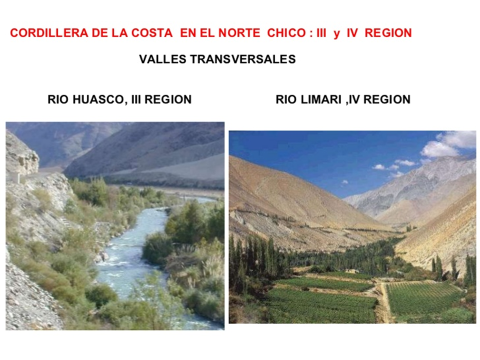 CORDILLERA DE LA COSTA EN EL NORTE CHICO : III y IV REGION
VALLES TRANSVERSALES
RIO HUASCO, III REGION
RIO LIMARI ,IV REGION